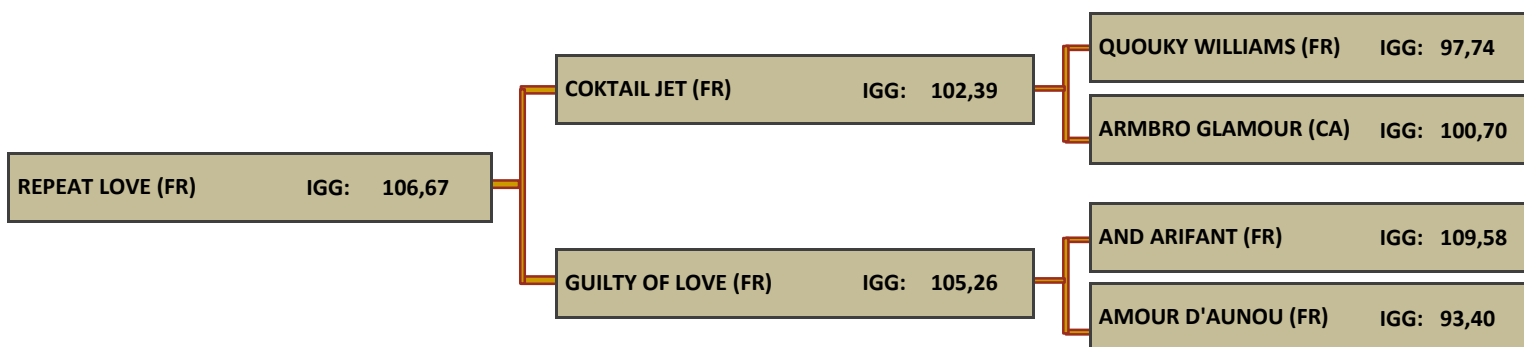 QUOUKY WILLIAMS (FR) IGG: 97,74
COKTAIL JET (FR) IGG: 102,39
ARMBRO GLAMOUR (CA) IGG: 100,70
REPEAT LOVE (FR) IGG: 106,67
AND ARIFANT (FR) IGG: 109,58
GUILTY OF LOVE (FR) IGG: 105,26
AMOUR D'AUNOU (FR) IGG: 93,40